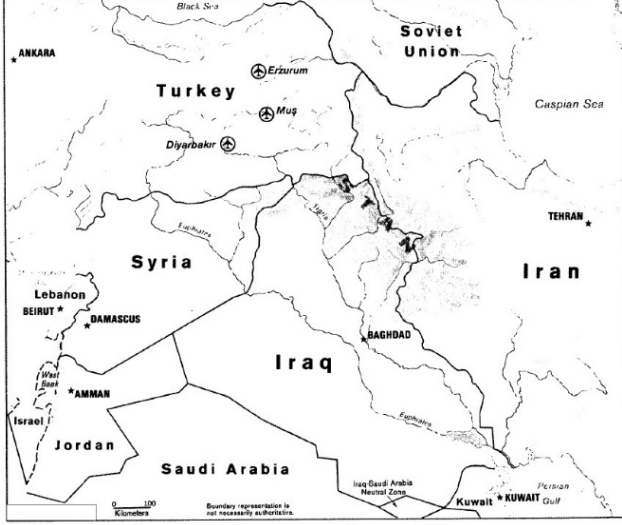 Black Sea
ANKARA
Soviet
Union
Erzurum
Turkey
Caspian Sea
Muş
Diyarbakır
TEHRAN
Tigris
Euphrates
Syria
Iran
Lebanon
BEIRUT
DAMASCUS
BAGHDAD
Iraq
West
Bank
AMMAN
Israel
Euphrates
Jordan
Saudi Arabia
Iraq-Saudi Arabia
Neutral Zone
Persian
Gulf
Kuwait
KUWAIT
0 100
Kilometers
Boundary representation is
not necessarily authoritative.